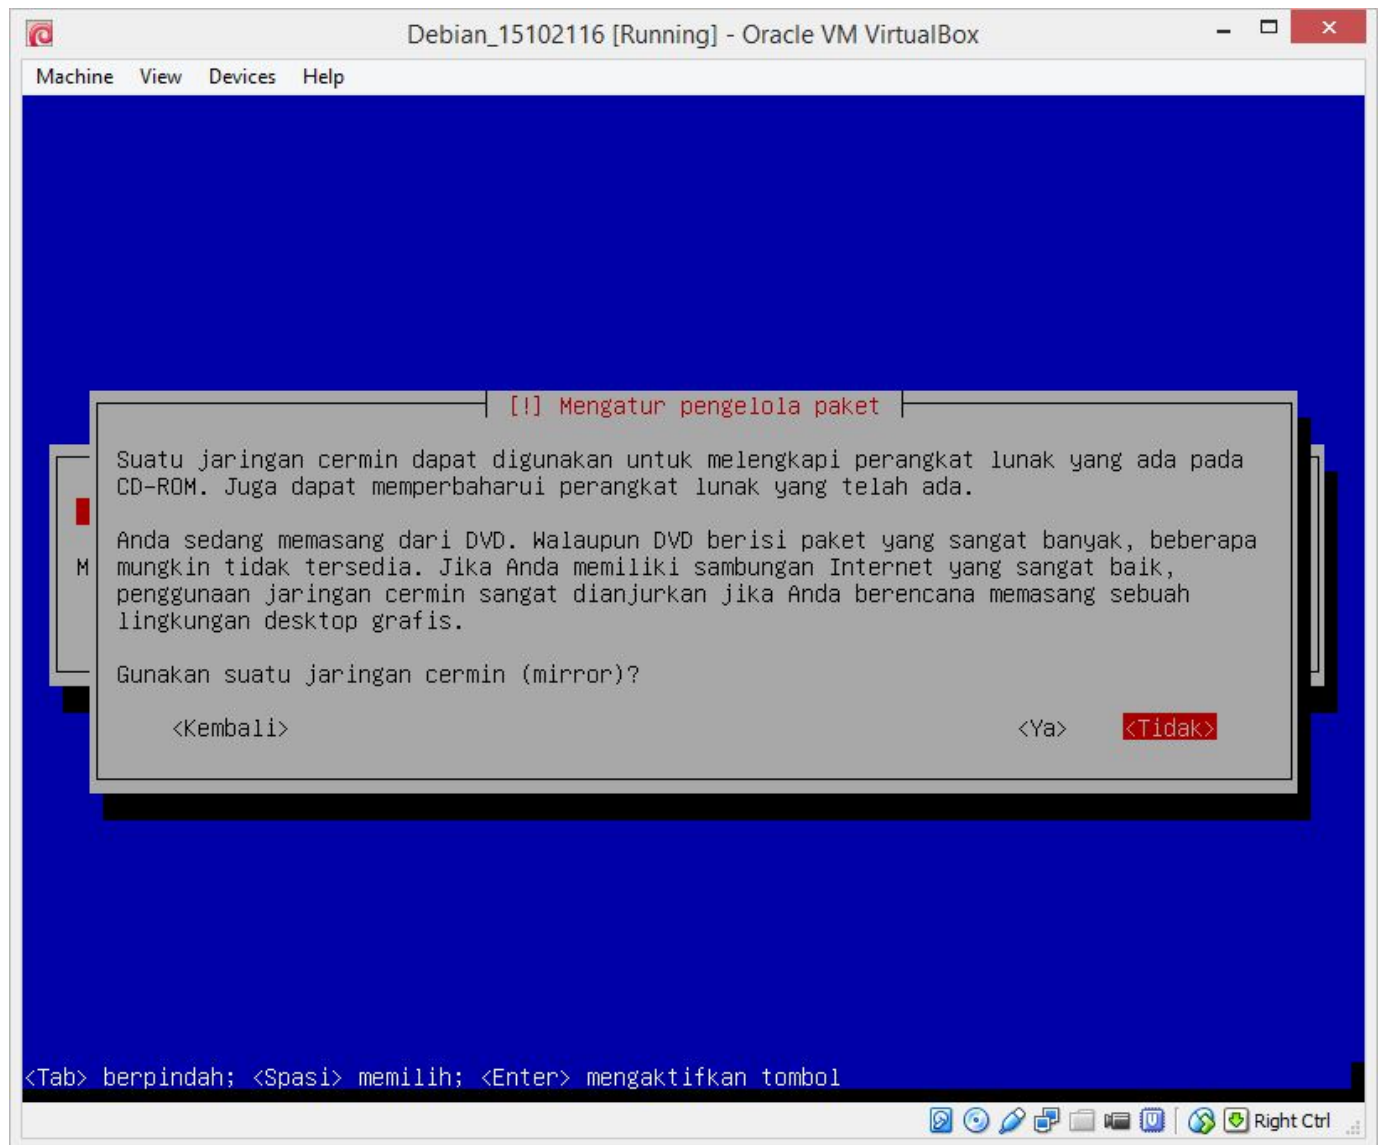 Debian_15102116 [Running] - Oracle VM VirtualBox
Machine View Devices Help
[!] Mengatur pengelola paket
Suatu jaringan cermin dapat digunakan untuk melengkapi perangkat lunak yang ada pada
CD-ROM. Juga dapat memperbaharui perangkat lunak yang telah ada.
Anda sedang memasang dari DVD. Walaupun DVD berisi paket yang sangat banyak, beberapa
M mungkin tidak tersedia. Jika Anda memiliki sambungan Internet yang sangat baik,
penggunaan jaringan cermin sangat dianjurkan jika Anda berencana memasang sebuah
lingkungan desktop grafis.
Gunakan suatu jaringan cermin (mirror)?
<Kembali> <Ya> <Tidak>
<Tab> berpindah; <Spasi> memilih; <Enter> mengaktifkan tombol
Right Ctrl